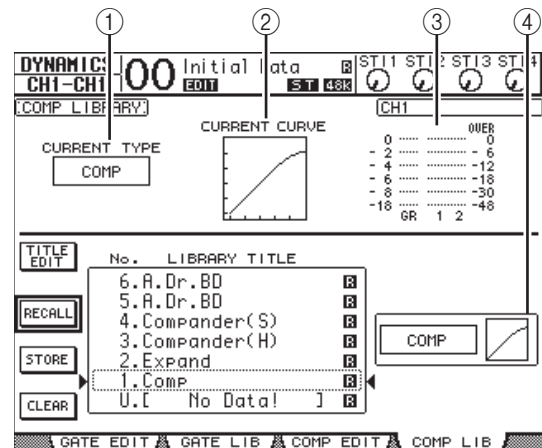 ① ② ③ ④
DYNAMICS 00 Initial Data R ST1 STI2 STI3 STI4
CH1-CH1 EDIT ST 48K
[COMP LIBRARY] [CH1
CURRENT TYPE
COMP
CURRENT CURVE
OVER
0 0
- 2 - 6
- 4 -12
- 6 -18
- 8 -30
-18 -48
GR 1 2
TITLE EDIT
No. LIBRARY TITLE
6.A.Dr.BD R
5.A.Dr.BD R
RECALL
4.Compander(S) R
3.Compander(H) R
COMP
STORE
2.Expand R
1.Comp R
CLEAR
U.[ No Data! ] R
GATE EDIT GATE LIB COMP EDIT COMP LIB